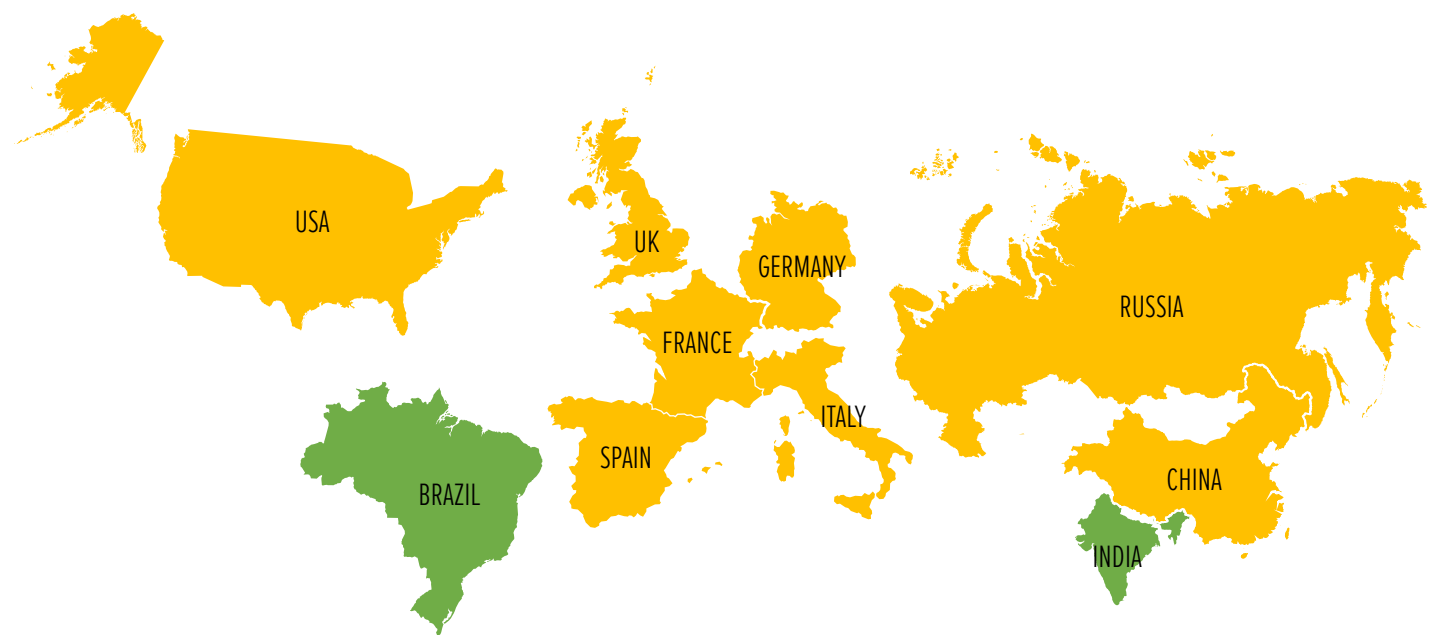 USA
UK
GERMANY
RUSSIA
FRANCE
ITALY
SPAIN
CHINA
BRAZIL
INDIA